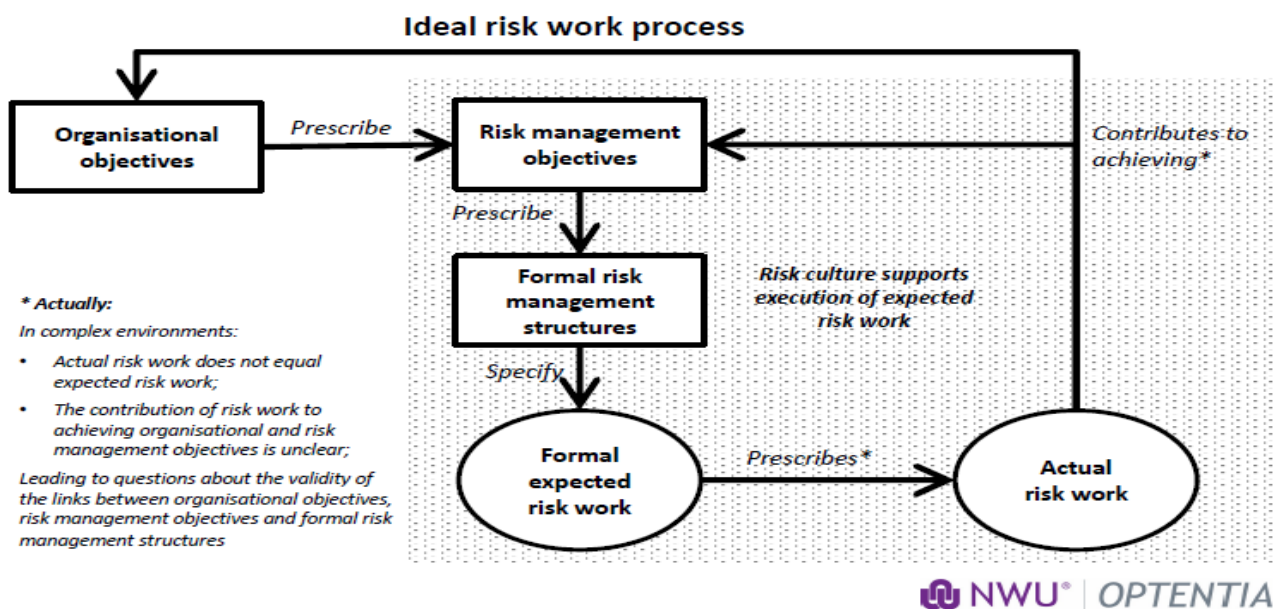 Ideal risk work process
Organisational
objectives
Prescribe
Risk management
objectives
Contributes to
achieving*
Prescribe
Formal risk
management
structures
Risk culture supports
execution of expected
risk work
Specify
Formal
expected
risk work
Prescribes*
Actual
risk work
* Actually:
In complex environments:
• Actual risk work does not equal
expected risk work;
• The contribution of risk work to
achieving organisational and risk
management objectives is unclear;
Leading to questions about the validity of
the links between organisational objectives,
risk management objectives and formal risk
management structures
NWU® | OPTENTIA